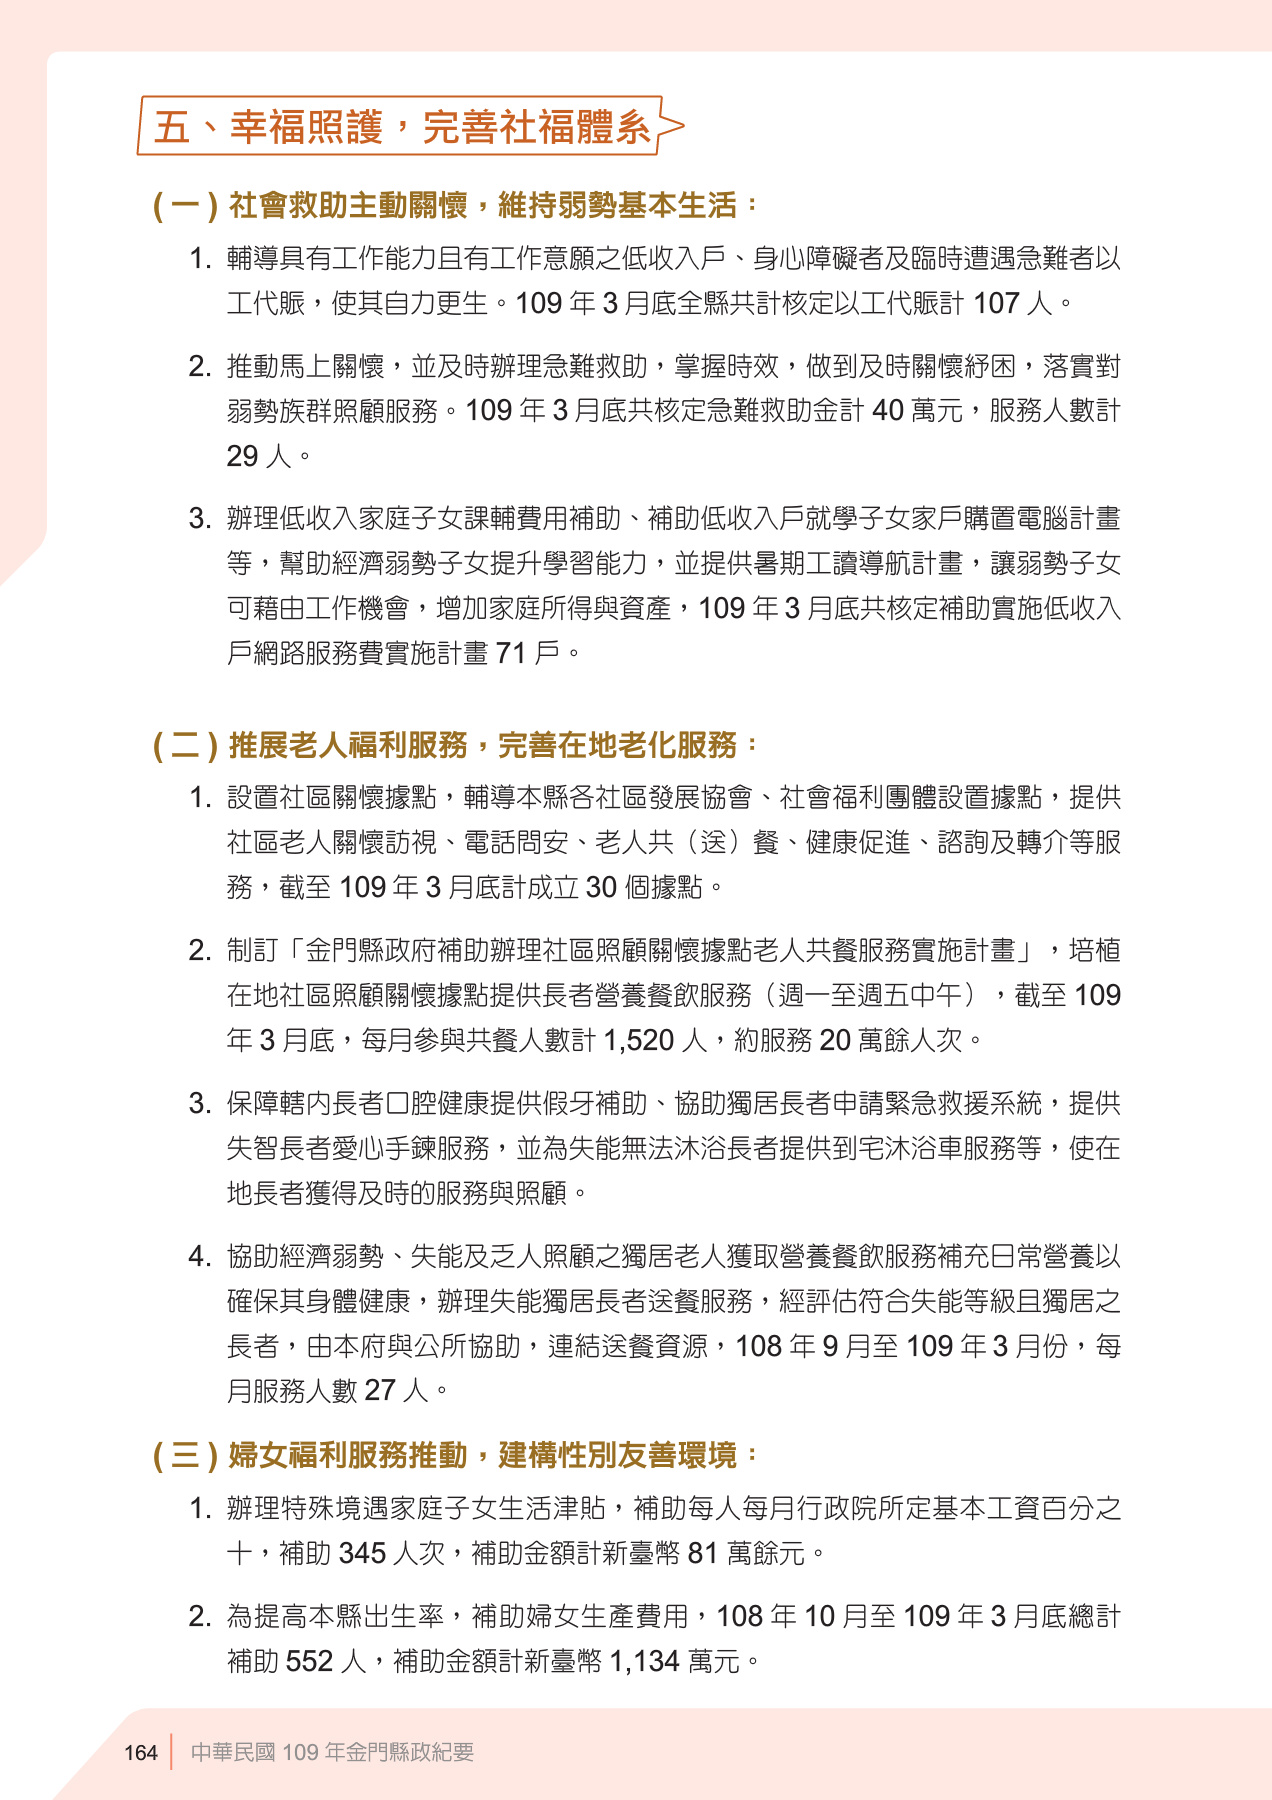 五、幸福照護，完善社福體系
( 一 ) 社會救助主動關懷，維持弱勢基本生活：
1. 輔導具有工作能力且有工作意願之低收入戶、身心障礙者及臨時遭遇急難者以
工代賑，使其自力更生。109 年 3 月底全縣共計核定以工代賑計 107 人。
2. 推動馬上關懷，並及時辦理急難救助，掌握時效，做到及時關懷紓困，落實對
弱勢族群照顧服務。109 年 3 月底共核定急難救助金計 40 萬元，服務人數計
29 人。
3. 辦理低收入家庭子女課輔費用補助、補助低收入戶就學子女家戶購置電腦計畫
等，幫助經濟弱勢子女提升學習能力，並提供暑期工讀導航計畫，讓弱勢子女
可藉由工作機會，增加家庭所得與資產，109 年 3 月底共核定補助實施低收入
戶網路服務費實施計畫 71 戶。
( 二 ) 推展老人福利服務，完善在地老化服務：
1. 設置社區關懷據點，輔導本縣各社區發展協會、社會福利團體設置據點，提供
社區老人關懷訪視、電話問安、老人共（送）餐、健康促進、諮詢及轉介等服
務，截至 109 年 3 月底計成立 30 個據點。
2. 制訂「金門縣政府補助辦理社區照顧關懷據點老人共餐服務實施計畫」，培植
在地社區照顧關懷據點提供長者營養餐飲服務（週一至週五中午），截至 109
年 3 月底，每月參與共餐人數計 1,520 人，約服務 20 萬餘人次。
3. 保障轄內長者口腔健康提供假牙補助、協助獨居長者申請緊急救援系統，提供
失智長者愛心手鍊服務，並為失能無法沐浴長者提供到宅沐浴車服務等，使在
地長者獲得及時的服務與照顧。
4. 協助經濟弱勢、失能及乏人照顧之獨居老人獲取營養餐飲服務補充日常營養以
確保其身體健康，辦理失能獨居長者送餐服務，經評估符合失能等級且獨居之
長者，由本府與公所協助，連結送餐資源，108 年 9 月至 109 年 3 月份，每
月服務人數 27 人。
( 三 ) 婦女福利服務推動，建構性別友善環境：
1. 辦理特殊境遇家庭子女生活津貼，補助每人每月行政院所定基本工資百分之
十，補助 345 人次，補助金額計新臺幣 81 萬餘元。
2. 為提高本縣出生率，補助婦女生產費用，108 年 10 月至 109 年 3 月底總計
補助 552 人，補助金額計新臺幣 1,134 萬元。
164 中華民國 109 年金門縣政紀要